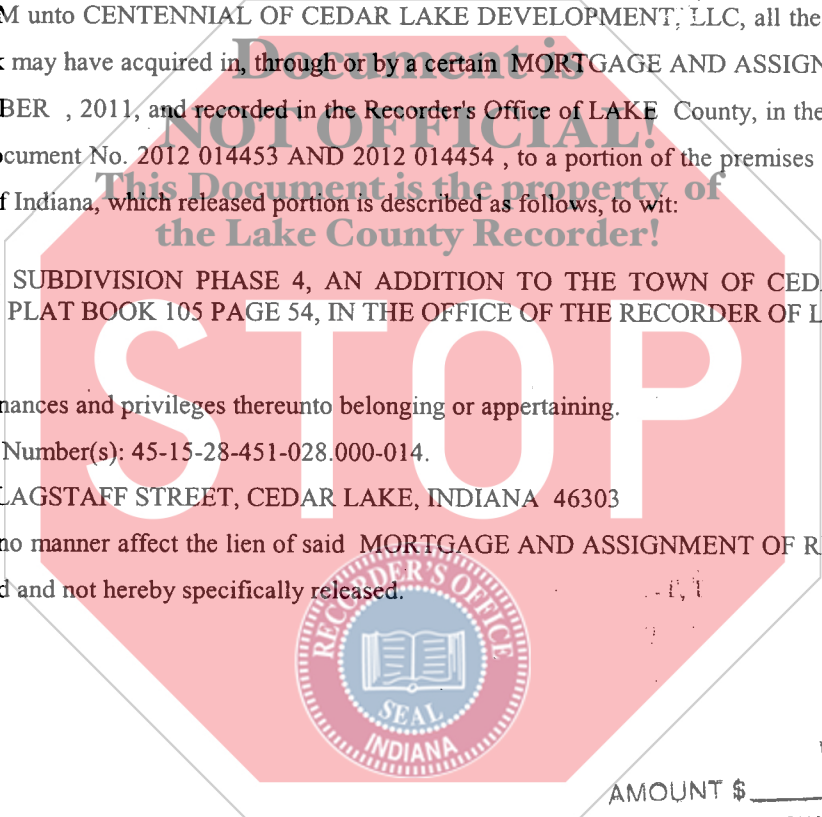 M unto CENTENNIAL OF CEDAR LAKE DEVELOPMENT, LLC, all the
Document is
k may have acquired in, through or by a certain MORTGAGE AND ASSIGN
BER , 2011, and recorded in the Recorder's Office of LAKE County, in the
NOT OFFICIAL!
ocument No. 2012 014453 AND 2012 014454 , to a portion of the premises
This Document is the property of
f Indiana, which released portion is described as follows, to wit:
the Lake County Recorder!
SUBDIVISION PHASE 4, AN ADDITION TO THE TOWN OF CED
PLAT BOOK 105 PAGE 54, IN THE OFFICE OF THE RECORDER OF L
STOP
nances and privileges thereunto belonging or appertaining.
Number(s): 45-15-28-451-028.000-014.
LAGSTAFF STREET, CEDAR LAKE, INDIANA 46303
no manner affect the lien of said MORTGAGE AND ASSIGNMENT OF R
d and not hereby specifically released.
RECORDER'S OFFICE
SEAL
INDIANA
AMOUNT $